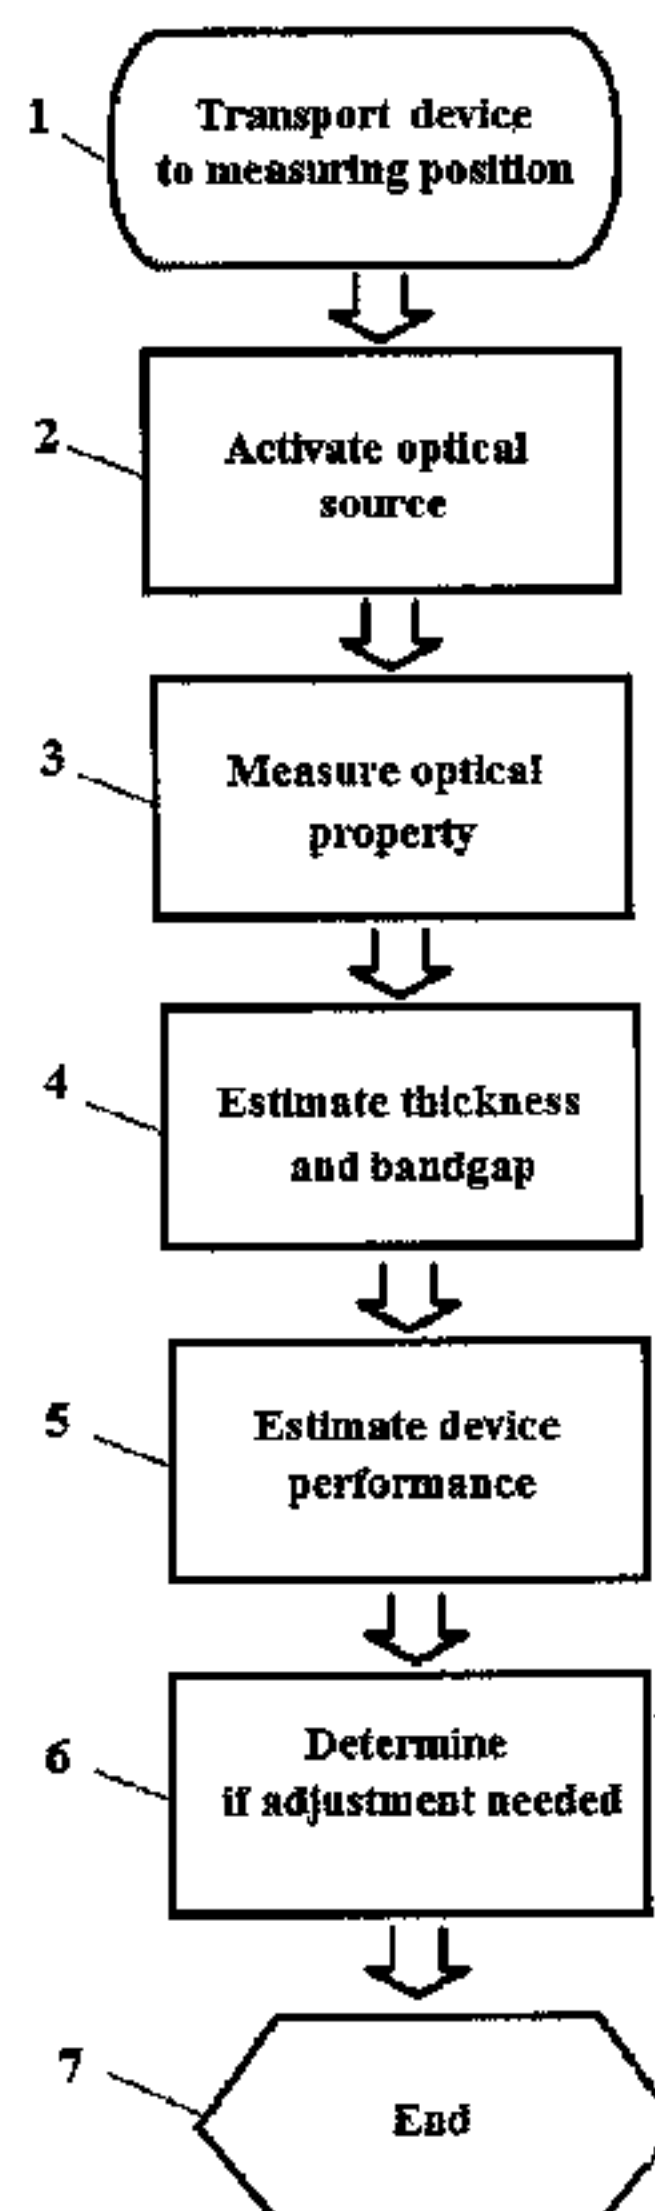 1
Transport device
to measuring position
2
Activate optical
source
3
Measure optical
property
4
Estimate thickness
and bandgap
5
Estimate device
performance
6
Determine
if adjustment needed
7
End